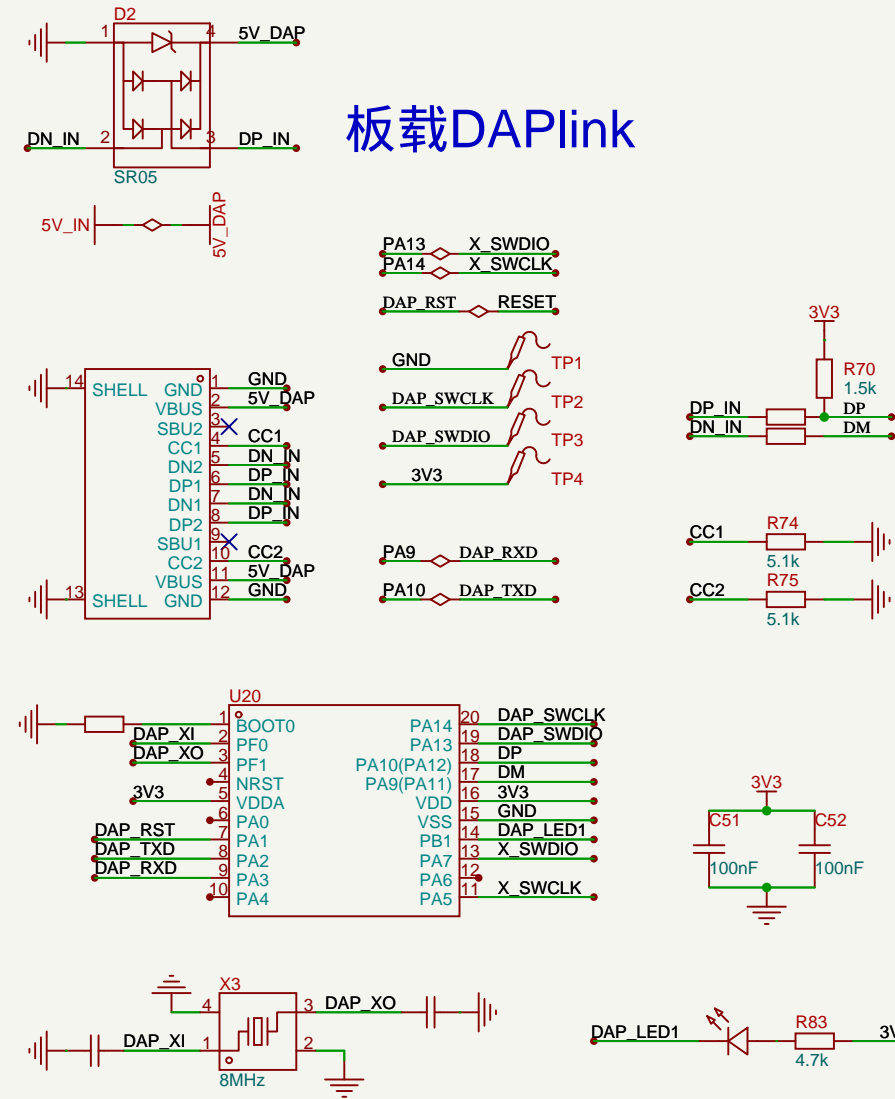 D2
1
4
5V_DAP
DN_IN
2
3
DP_IN
SR05
板载DAPlink
5V_IN
5V_DAP
PA13
X_SWDIO
PA14
X_SWCLK
DAP_RST
RESET
GND
TP1
DAP_SWCLK
TP2
DAP_SWDIO
TP3
3V3
TP4
PA9
DAP_RXD
PA10
DAP_TXD
3V3
R70
1.5k
DP_IN
DP
DN_IN
DM
CC1
R74
5.1k
CC2
R75
5.1k
14
SHELL
GND
1
GND
VBUS
2
5V_DAP
SBU2
3
CC1
4
CC1
DN2
5
DN_IN
DP1
6
DP_IN
DN1
7
DN_IN
DP2
8
DP_IN
SBU1
9
CC2
10
CC2
VBUS
11
5V_DAP
13
SHELL
GND
12
GND
U20
1
BOOT0
DAP_XI
2
PF0
DAP_XO
3
PF1
4
NRST
3V3
5
VDDA
6
PA0
DAP_RST
7
PA1
DAP_TXD
8
PA2
DAP_RXD
9
PA3
10
PA4
PA14
20
DAP_SWCLK
PA13
19
DAP_SWDIO
PA10(PA12)
18
DP
PA9(PA11)
17
DM
VDD
16
3V3
VSS
15
GND
PB1
14
DAP_LED1
PA7
13
X_SWDIO
PA6
12
PA5
11
X_SWCLK
3V3
C51
100nF
C52
100nF
X3
4
3
DAP_XO
DAP_XI
1
2
8MHz
DAP_LED1
R83
4.7k